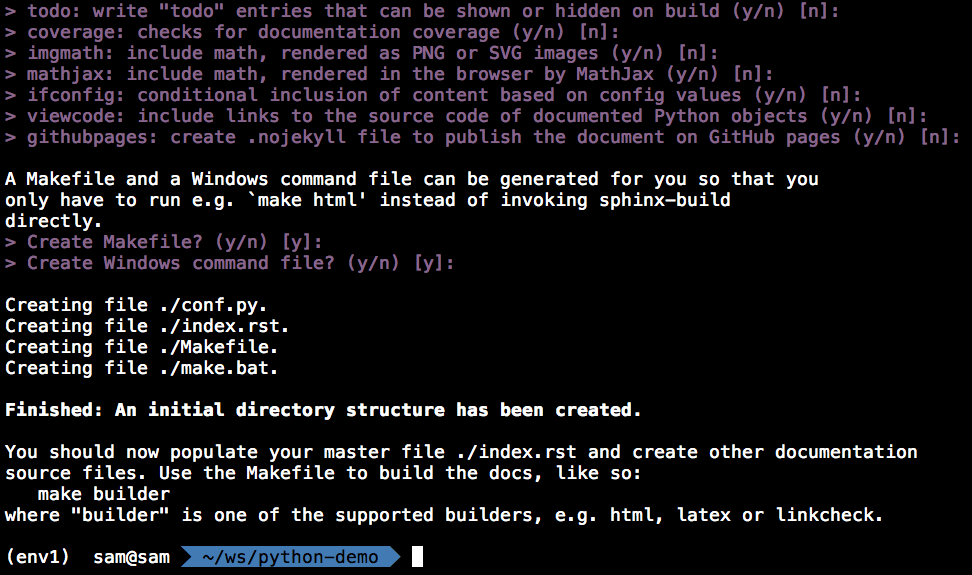 > todo: write "todo" entries that can be shown or hidden on build (y/n) [n]:
> coverage: checks for documentation coverage (y/n) [n]:
> imgmath: include math, rendered as PNG or SVG images (y/n) [n]:
> mathjax: include math, rendered in the browser by MathJax (y/n) [n]:
> ifconfig: conditional inclusion of content based on config values (y/n) [n]:
> viewcode: include links to the source code of documented Python objects (y/n) [n]:
> githubpages: create .nojekyll file to publish the document on GitHub pages (y/n) [n]:
A Makefile and a Windows command file can be generated for you so that you
only have to run e.g. `make html' instead of invoking sphinx-build
directly.
> Create Makefile? (y/n) [y]:
> Create Windows command file? (y/n) [y]:
Creating file ./conf.py.
Creating file ./index.rst.
Creating file ./Makefile.
Creating file ./make.bat.
Finished: An initial directory structure has been created.
You should now populate your master file ./index.rst and create other documentation
source files. Use the Makefile to build the docs, like so:
   make builder
where "builder" is one of the supported builders, e.g. html, latex or linkcheck.
(env1)  sam@sam  ~/ws/python-demo